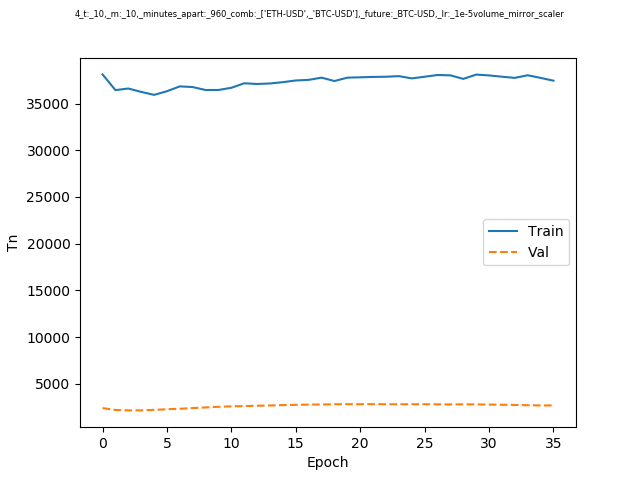 4_t:_10,_m:_10,_minutes_apart:_960_comb:_['ETH-USD',_'BTC-USD'],_future:_BTC-USD,_lr:_1e-5volume_mirror_scaler
35000
30000
25000
20000
15000
10000
5000
Tn
Train
Val
0 5 10 15 20 25 30 35
Epoch